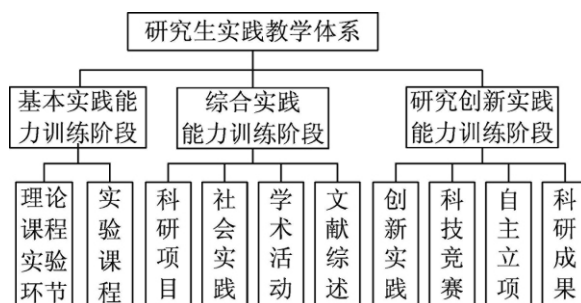 研究生实践教学体系
基本实践能
力训练阶段
综合实践
能力训练阶段
研究创新实践
能力训练阶段
理论
课程
实验
环节
实验课程
科研项目
社会实践
学术活动
文献综述
创新实践
科技竞赛
自主立项
科研成果